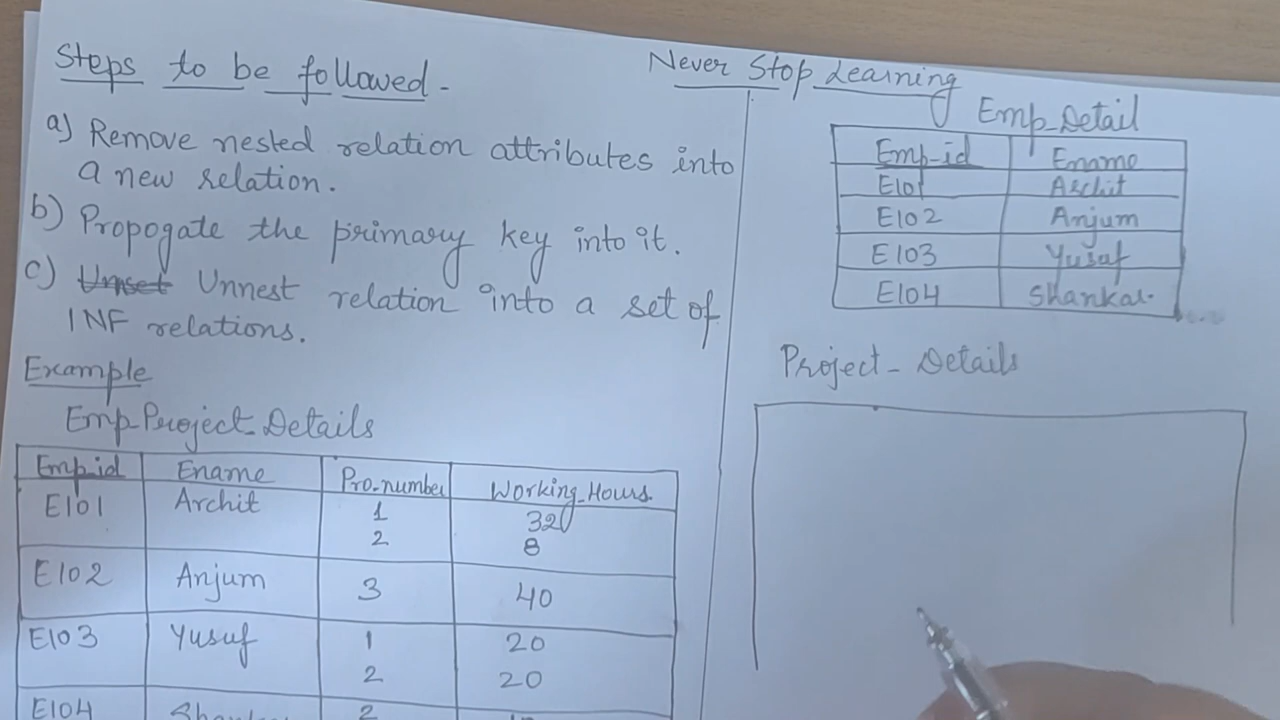 Steps to be followed.
a) Remove nested relation attributes into
a new relation.
b) Propogate the primary key into it.
c) Unnest relation into a set of
1NF relations.
Example
Emp_Project_Details
Emp_id Ename Pro_number Working_Hours
E101 Archit 1 32
2 8
E102 Anjum 3 40
E103 Yusuf 1 20
2 20
E104 2
Never Stop Learning
Emp_Detail
Emp_id Ename
E101 Archit
E102 Anjum
E103 Yusaf
E104 Shankar
Project_Details